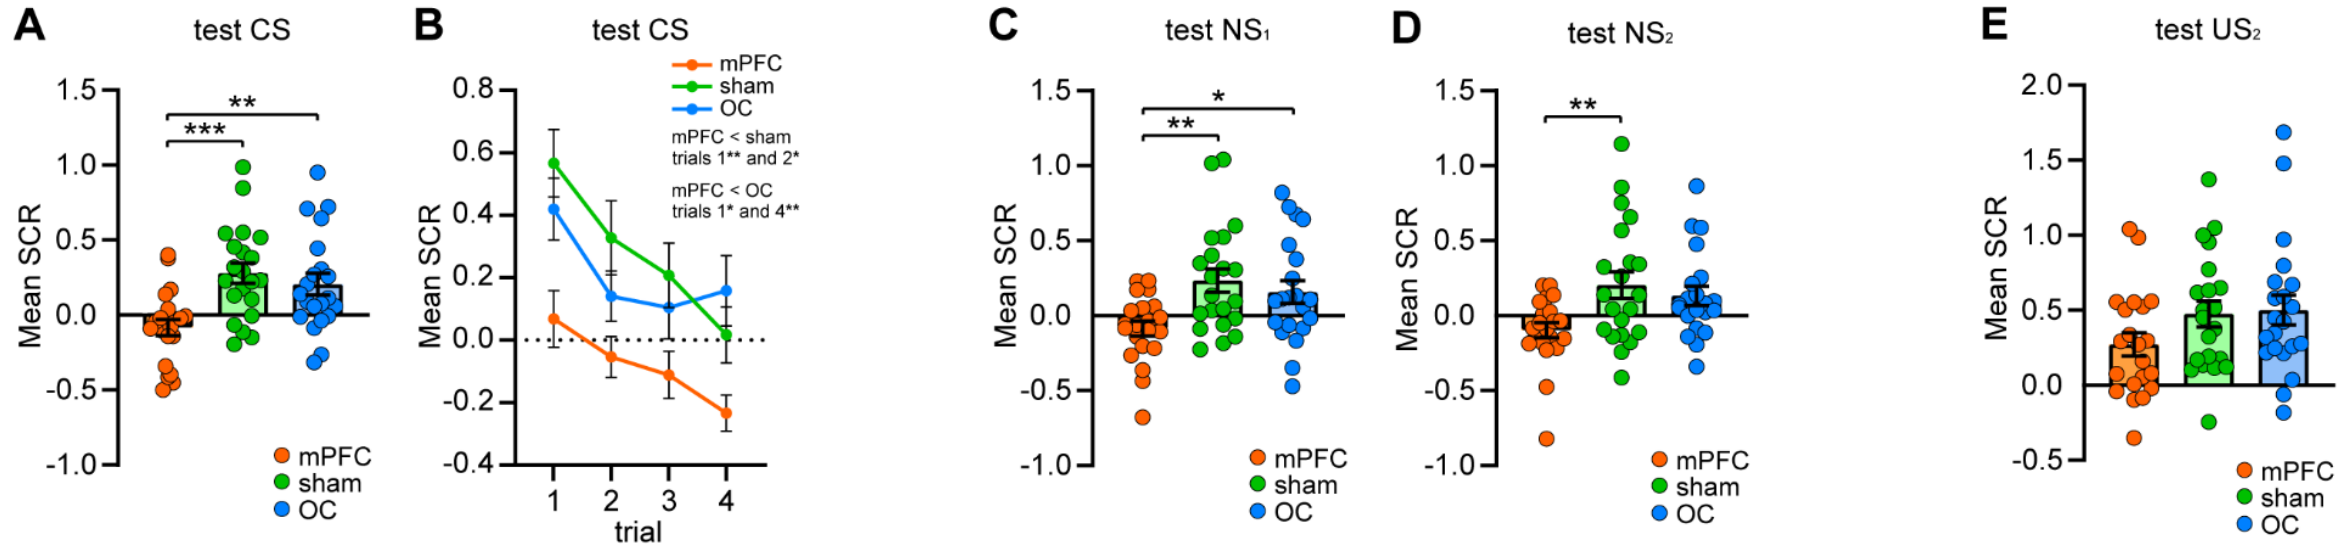 A
test CS
1.5
1.0
0.5
0.0
-0.5
-1.0
Mean SCR
**
***
mPFC
sham
OC
B
test CS
mPFC
sham
OC
mPFC < sham
trials 1** and 2*
mPFC < OC
trials 1* and 4**
0.8
0.6
0.4
0.2
0.0
-0.2
-0.4
Mean SCR
1 2 3 4
trial
C
test NS₁
1.5
1.0
0.5
0.0
-0.5
-1.0
Mean SCR
*
**
mPFC
sham
OC
D
test NS₂
1.5
1.0
0.5
0.0
-0.5
-1.0
Mean SCR
**
mPFC
sham
OC
E
test US₂
2.0
1.5
1.0
0.5
0.0
-0.5
Mean SCR
mPFC
sham
OC